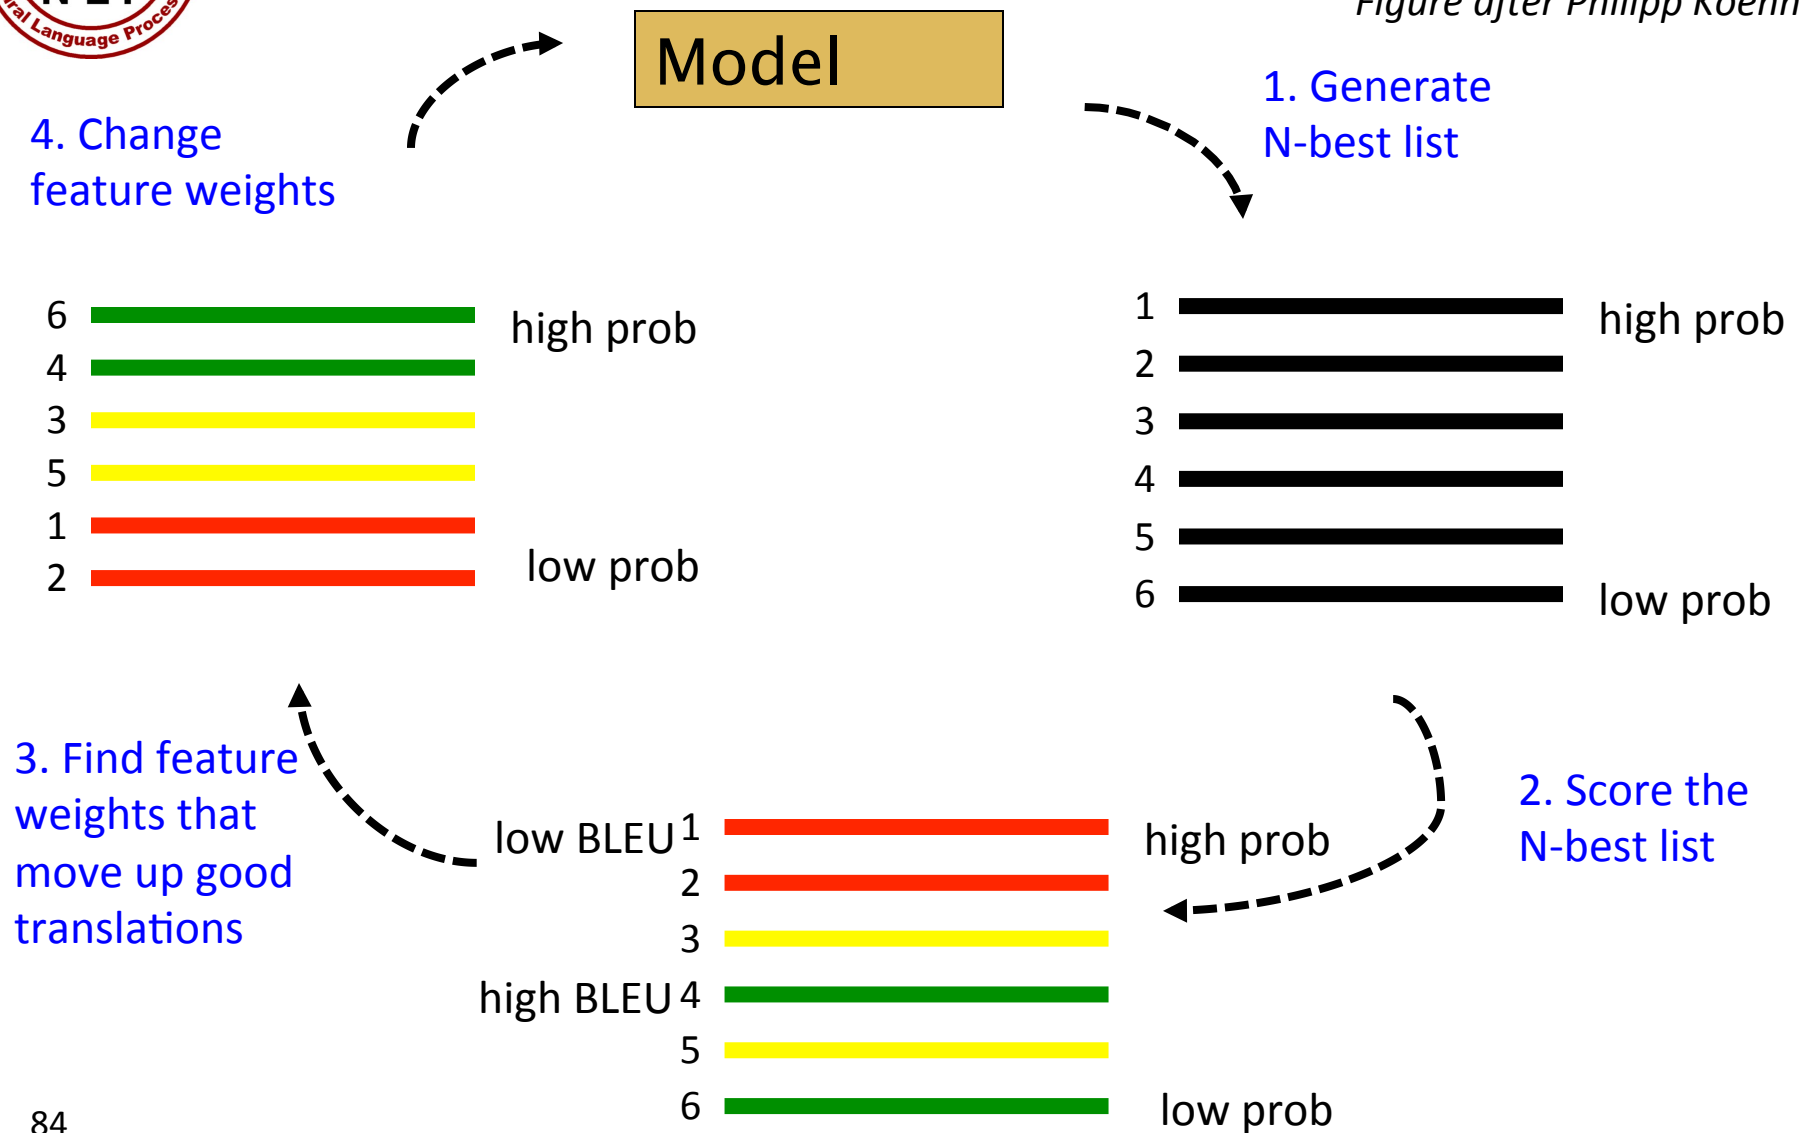 Language
Figure after Philipp Koehn
Model
1. Generate
N-best list
4. Change
feature weights
6
high prob
4
3
5
1
2
low prob
1
high prob
2
3
4
5
6
low prob
3. Find feature
weights that
move up good
translations
2. Score the
N-best list
low BLEU 1
high prob
2
3
high BLEU 4
5
6
low prob
84